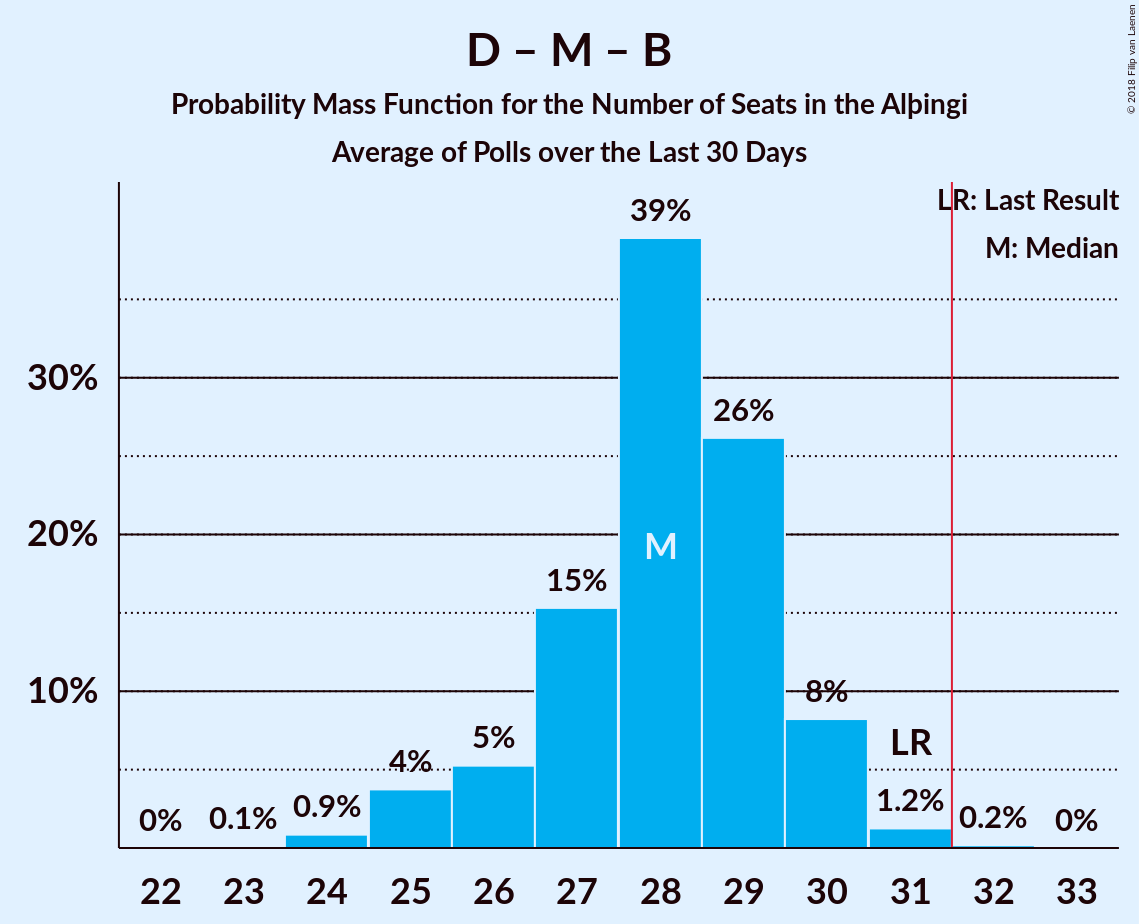 D – M – B
Probability Mass Function for the Number of Seats in the Alþingi
Average of Polls over the Last 30 Days
© 2018 Filip van Laenen
LR: Last Result
M: Median
30%
20%
10%
0%
0.1%
0.9%
4%
5%
15%
39%
M
26%
8%
LR
1.2%
0.2%
0%
22 23 24 25 26 27 28 29 30 31 32 33